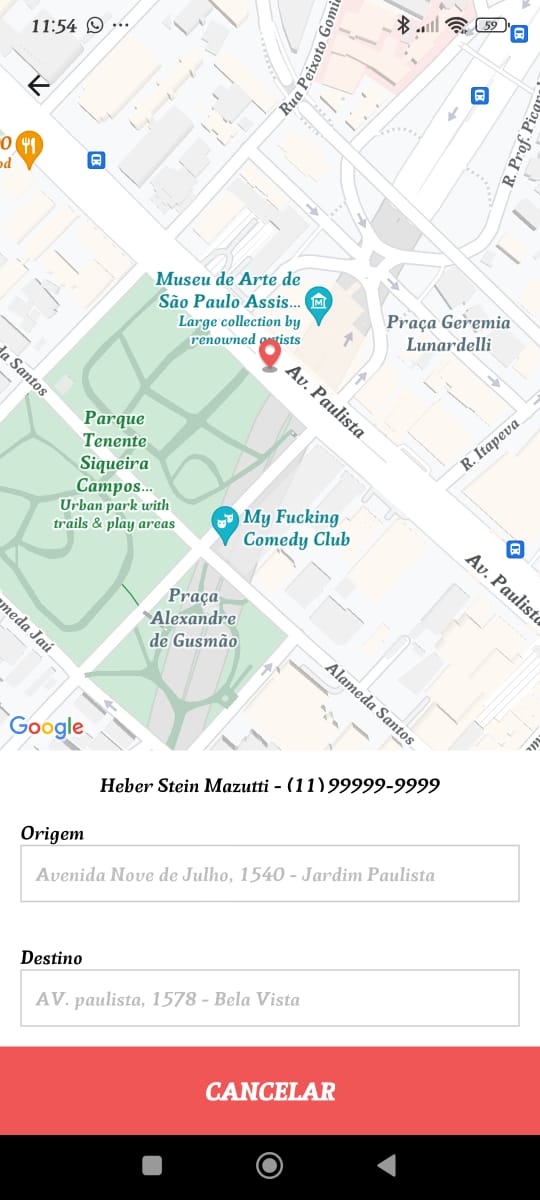 11:54
59
Rua Peixoto Gomi
R. Prof. Pica
0
od
Museu de Arte de
São Paulo Assis...
Large collection by
renowned artists
Praça Geremia
Lunardelli
da Santos
Av. Paulista
Parque
Tenente
Siqueira
Campos...
Urban park with
trails & play areas
R. Itapeva
My Fucking
Comedy Club
Av. Paulista
Praça
Alexandre
de Gusmão
meda Jaú
Alameda Santos
Google
Heber Stein Mazutti - (11) 99999-9999
Origem
Avenida Nove de Julho, 1540 - Jardim Paulista
Destino
AV. paulista, 1578 - Bela Vista
CANCELAR